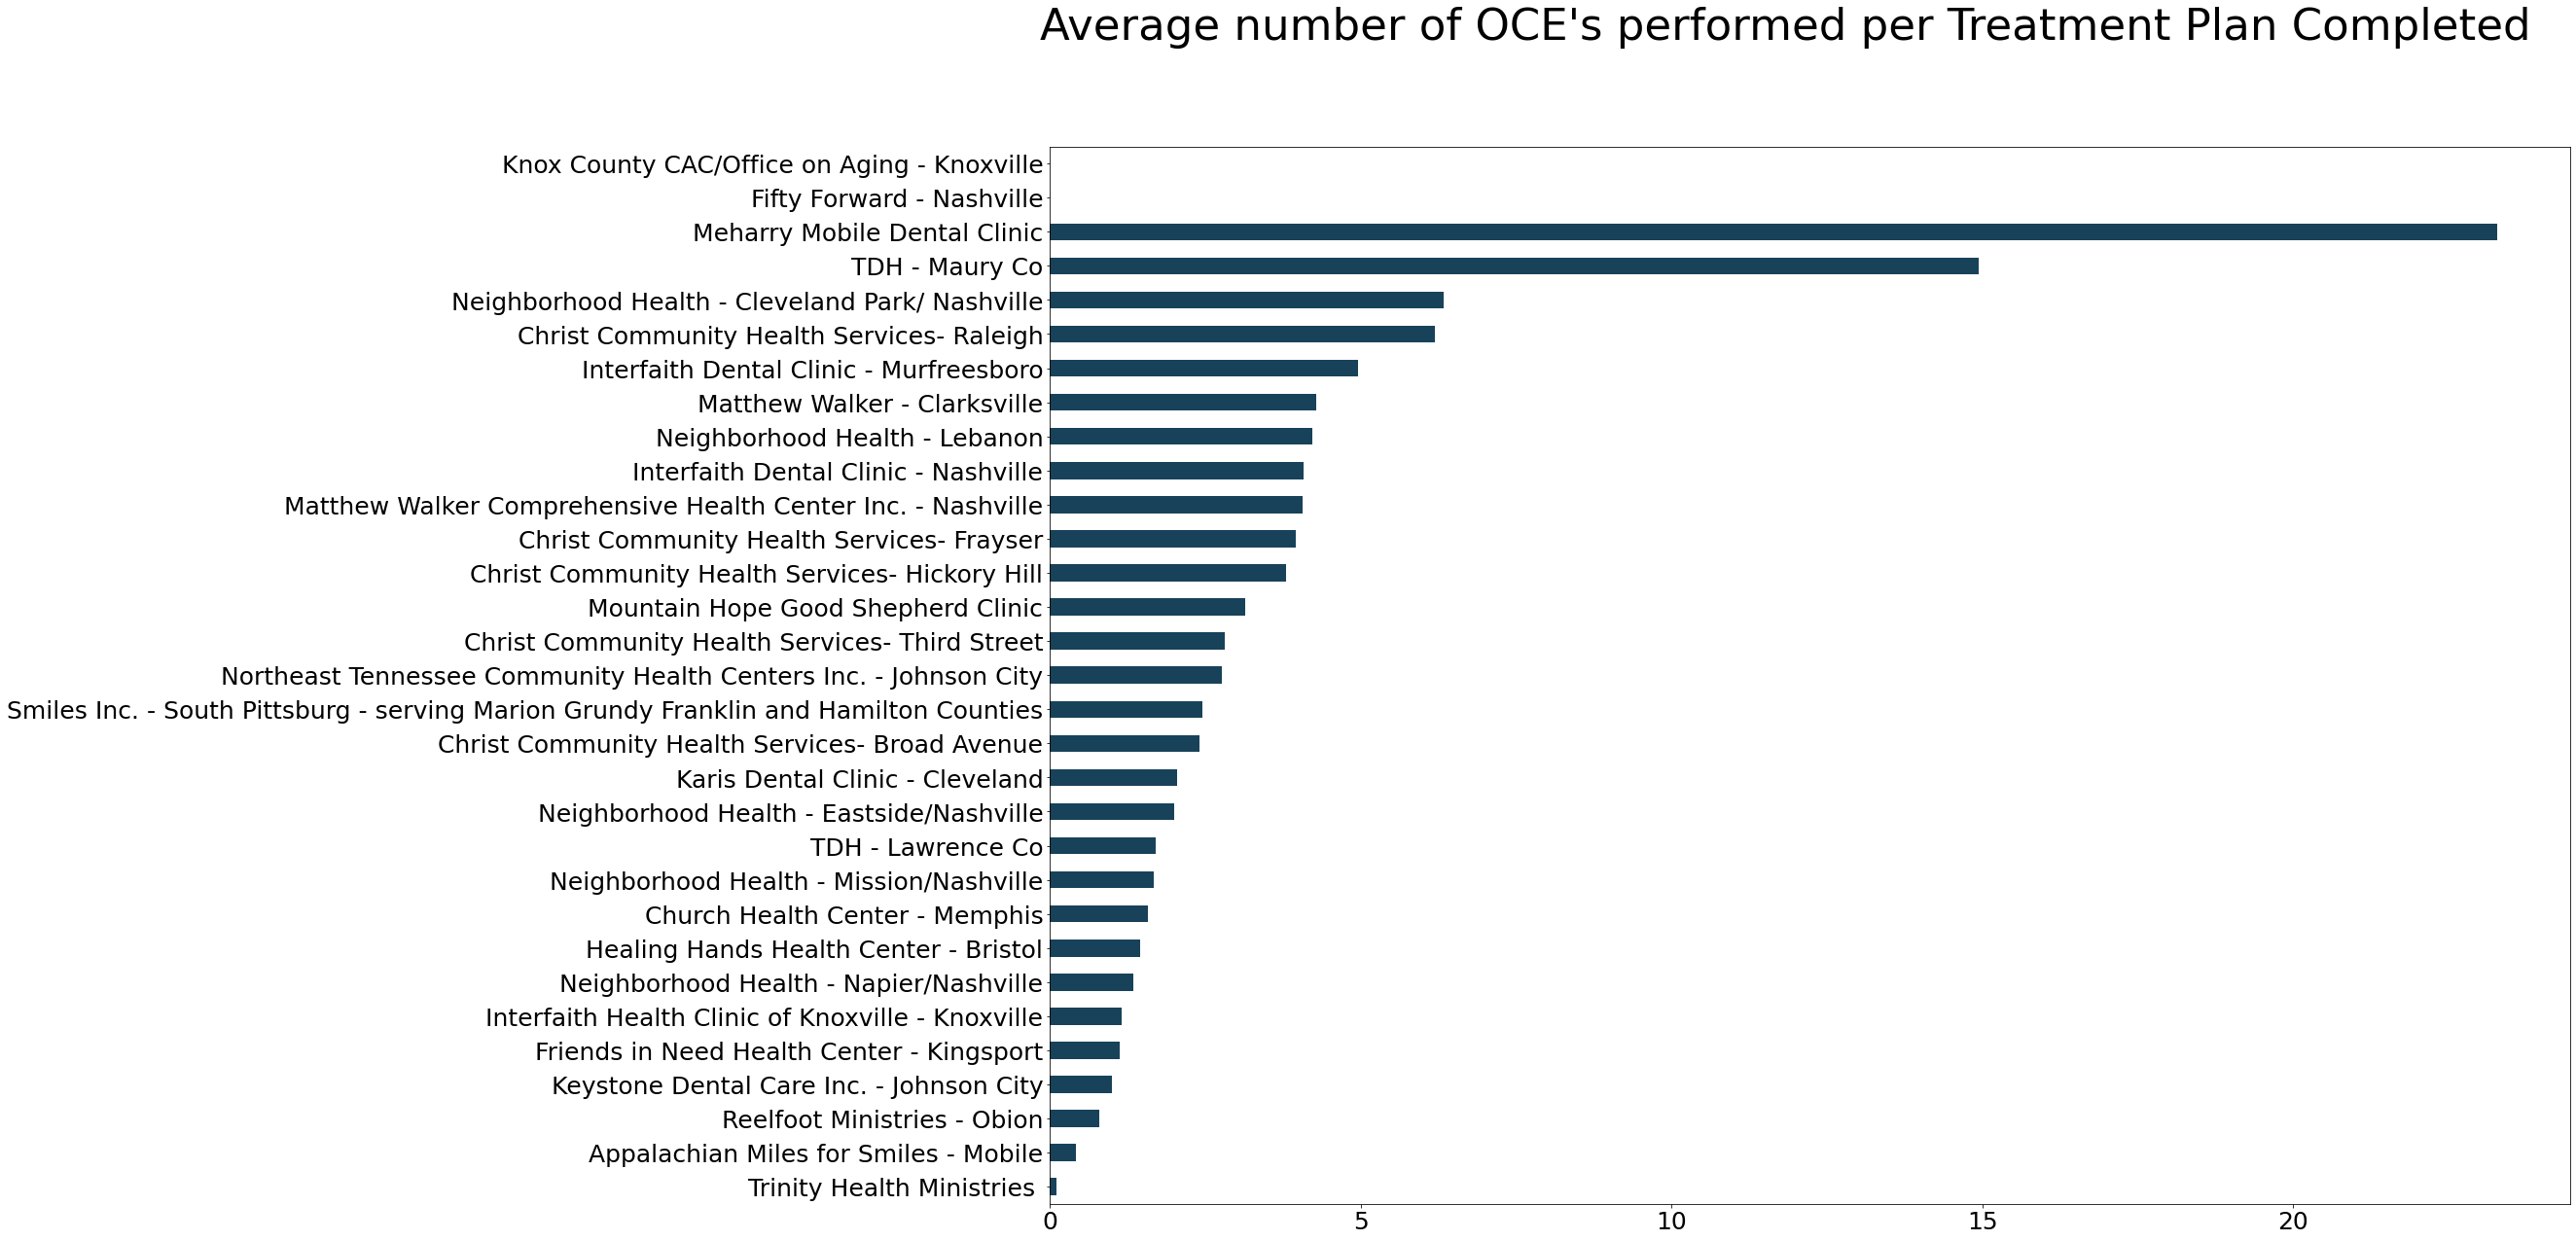 Average number of OCE's performed per Treatment Plan Completed
Knox County CAC/Office on Aging - Knoxville
Fifty Forward - Nashville
Meharry Mobile Dental Clinic
TDH - Maury Co
Neighborhood Health - Cleveland Park/ Nashville
Christ Community Health Services- Raleigh
Interfaith Dental Clinic - Murfreesboro
Matthew Walker - Clarksville
Neighborhood Health - Lebanon
Interfaith Dental Clinic - Nashville
Matthew Walker Comprehensive Health Center Inc. - Nashville
Christ Community Health Services- Frayser
Christ Community Health Services- Hickory Hill
Mountain Hope Good Shepherd Clinic
Christ Community Health Services- Third Street
Northeast Tennessee Community Health Centers Inc. - Johnson City
Smiles Inc. - South Pittsburg - serving Marion Grundy Franklin and Hamilton Counties
Christ Community Health Services- Broad Avenue
Karis Dental Clinic - Cleveland
Neighborhood Health - Eastside/Nashville
TDH - Lawrence Co
Neighborhood Health - Mission/Nashville
Church Health Center - Memphis
Healing Hands Health Center - Bristol
Neighborhood Health - Napier/Nashville
Interfaith Health Clinic of Knoxville - Knoxville
Friends in Need Health Center - Kingsport
Keystone Dental Care Inc. - Johnson City
Reelfoot Ministries - Obion
Appalachian Miles for Smiles - Mobile
Trinity Health Ministries
0 5 10 15 20